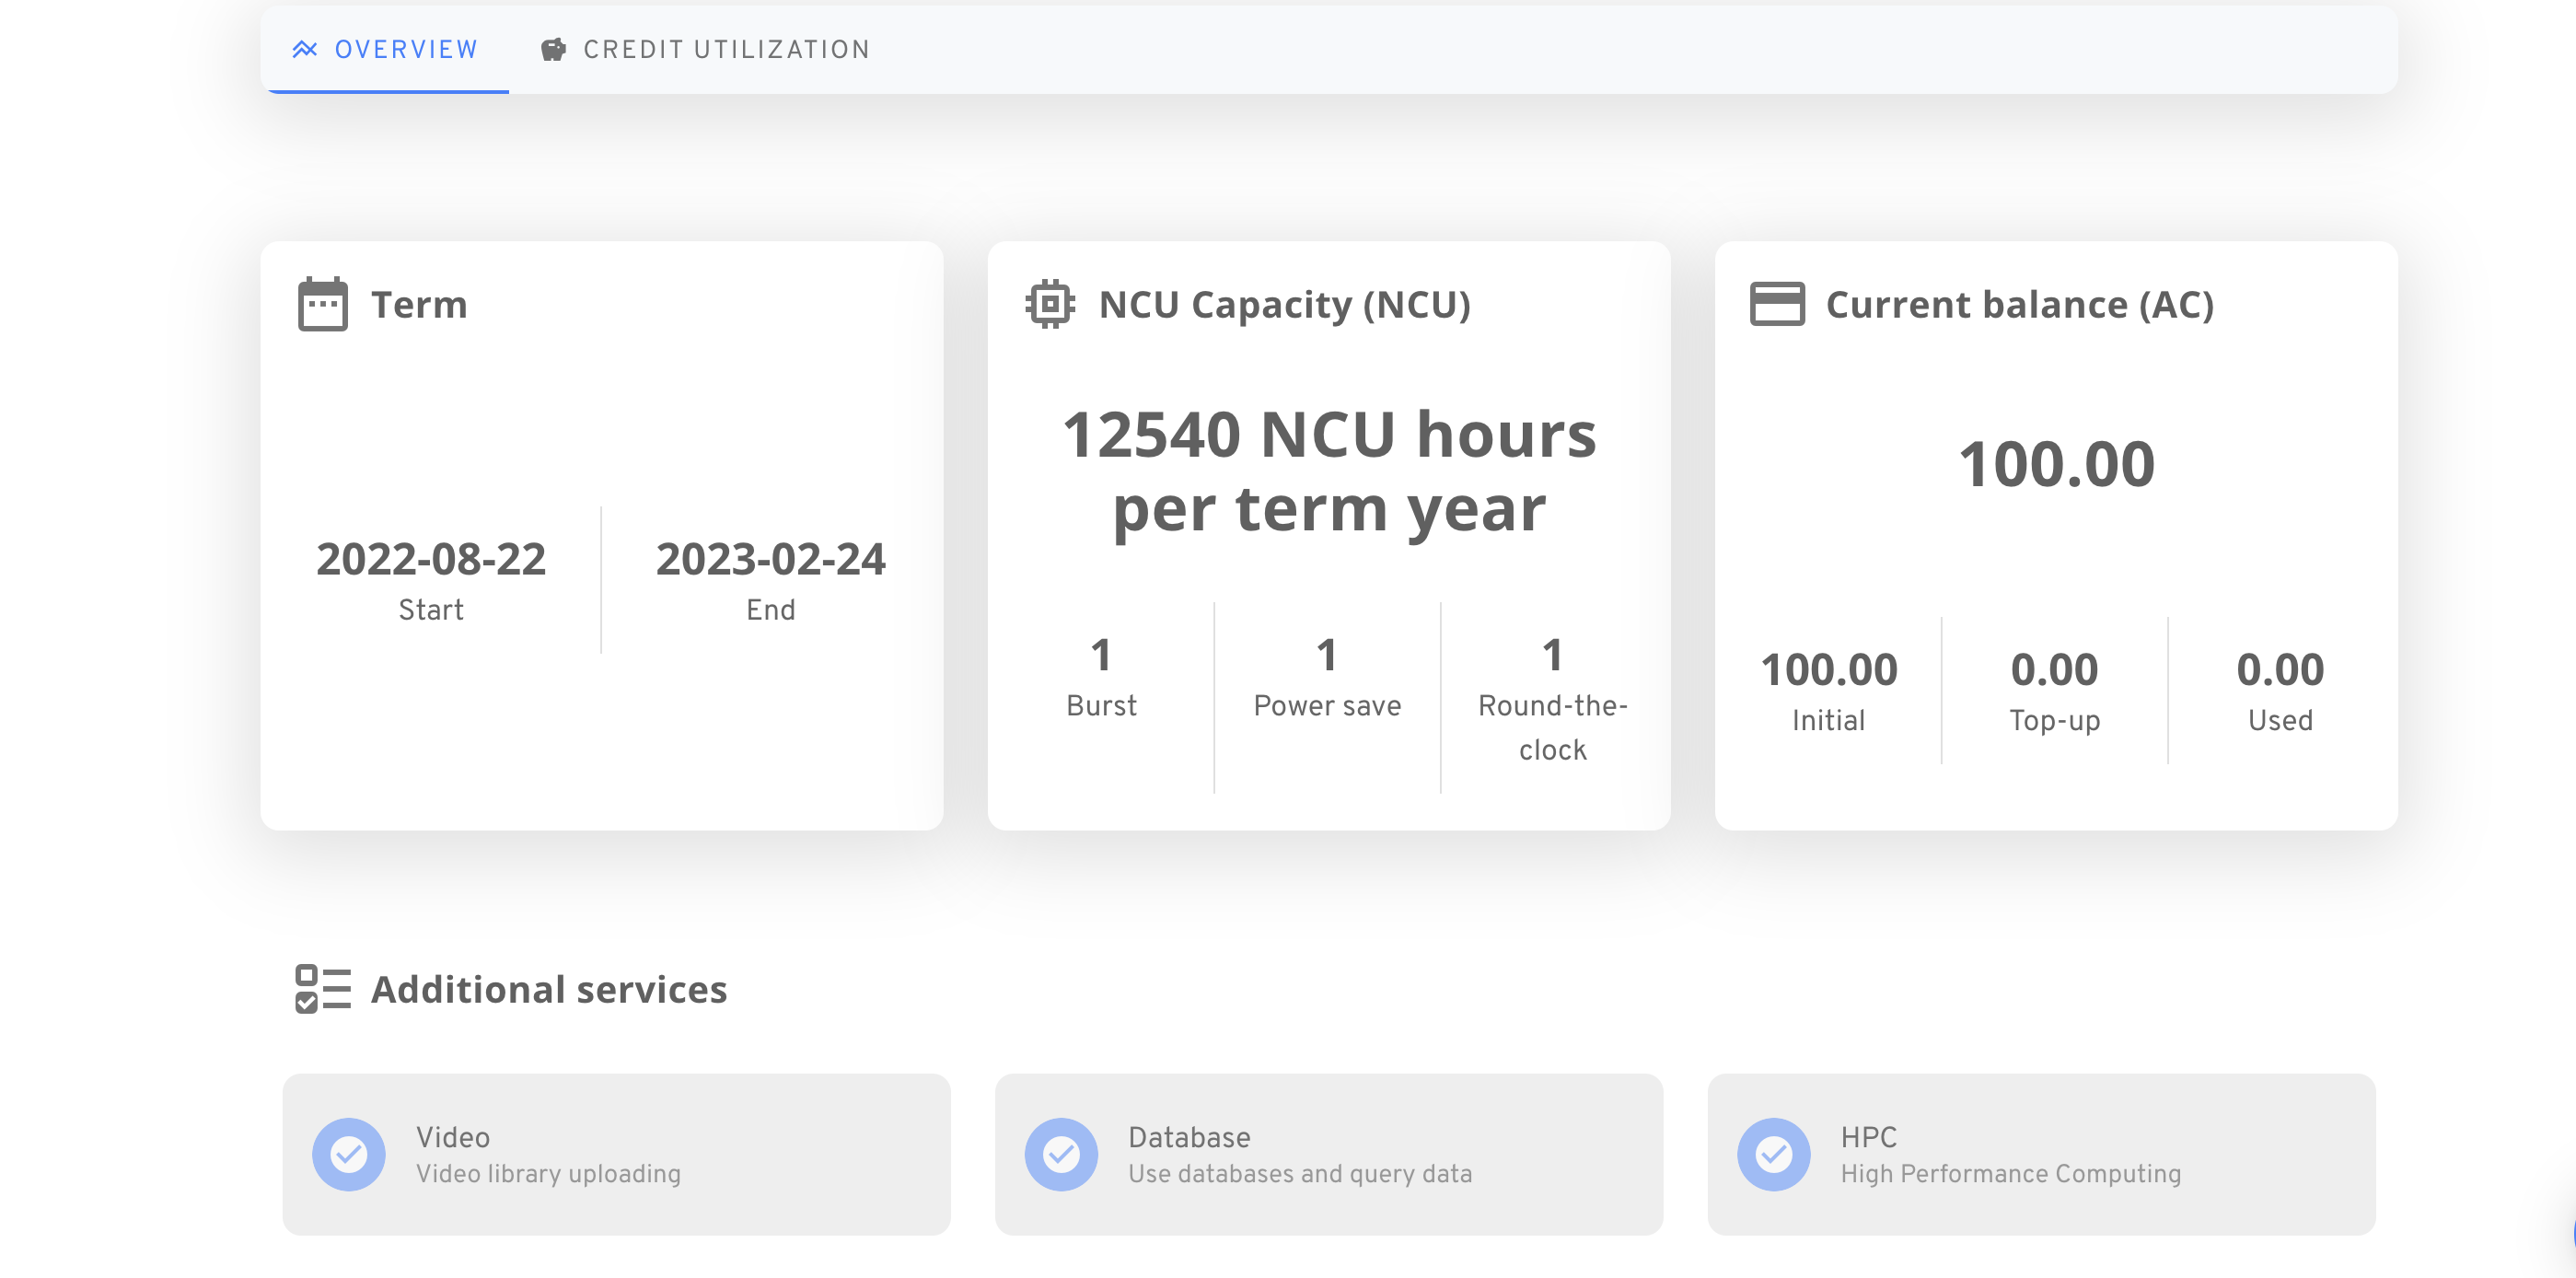 OVERVIEW CREDIT UTILIZATION
Term
2022-08-22 2023-02-24
Start End
NCU Capacity (NCU)
12540 NCU hours
per term year
1 1 1
Burst Power save Round-the-
clock
Current balance (AC)
100.00
100.00 0.00 0.00
Initial Top-up Used
Additional services
Video
Video library uploading
Database
Use databases and query data
HPC
High Performance Computing